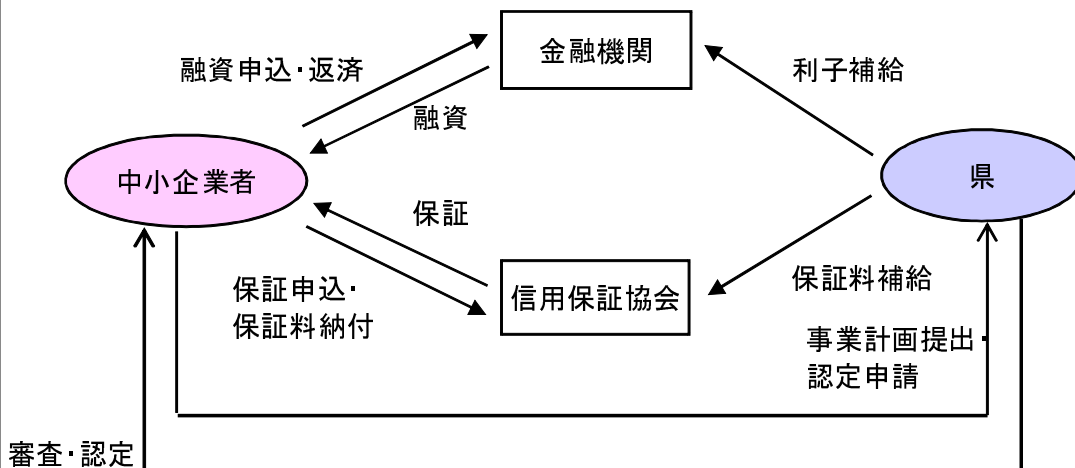 金融機関
融資申込・返済
利子補給
融資
中小企業者
県
保証
保証料補給
保証申込・
保証料納付
信用保証協会
事業計画提出・
認定申請
審査・認定